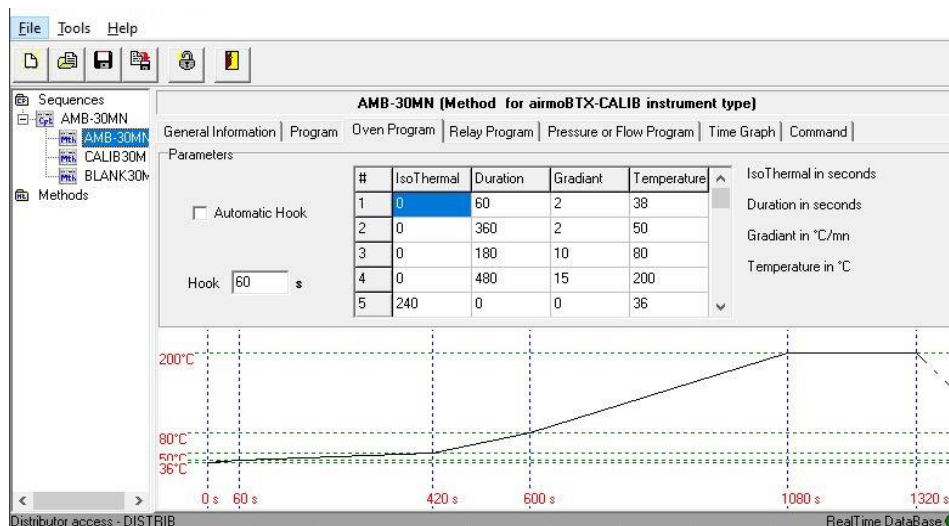 File Tools Help
Sequences
AMB-30MN
AMB-30MN
CALIB30M
BLANK30M
Methods
AMB-30MN (Method for airmoBTX-CALIB instrument type)
General Information Program Oven Program Relay Program Pressure or Flow Program Time Graph Command
Parameters
Automatic Hook
Hook 60 s
# IsoThermal Duration Gradiant Temperature
1 0 60 2 38
2 0 360 2 50
3 0 180 10 80
4 0 480 15 200
5 240 0 0 36
IsoThermal in seconds
Duration in seconds
Gradiant in °C/mn
Temperature in °C
200°C
80°C
50°C
36°C
0 s 60 s 420 s 600 s 1080 s 1320 s
Distributor access - DISTRIB RealTime DataBase